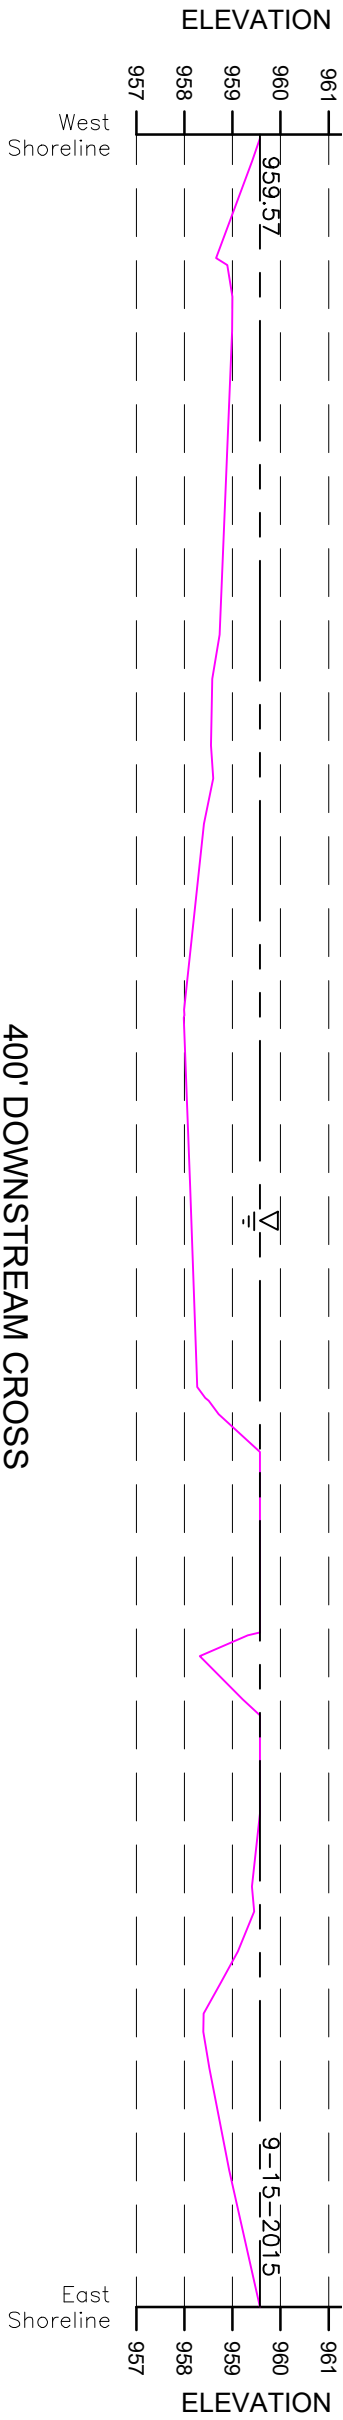 ELEVATION
957
958
959
960
961
West
Shoreline
959.57
400' DOWNSTREAM CROSS
9-15-2015
East
Shoreline
957
958
959
960
961
ELEVATION